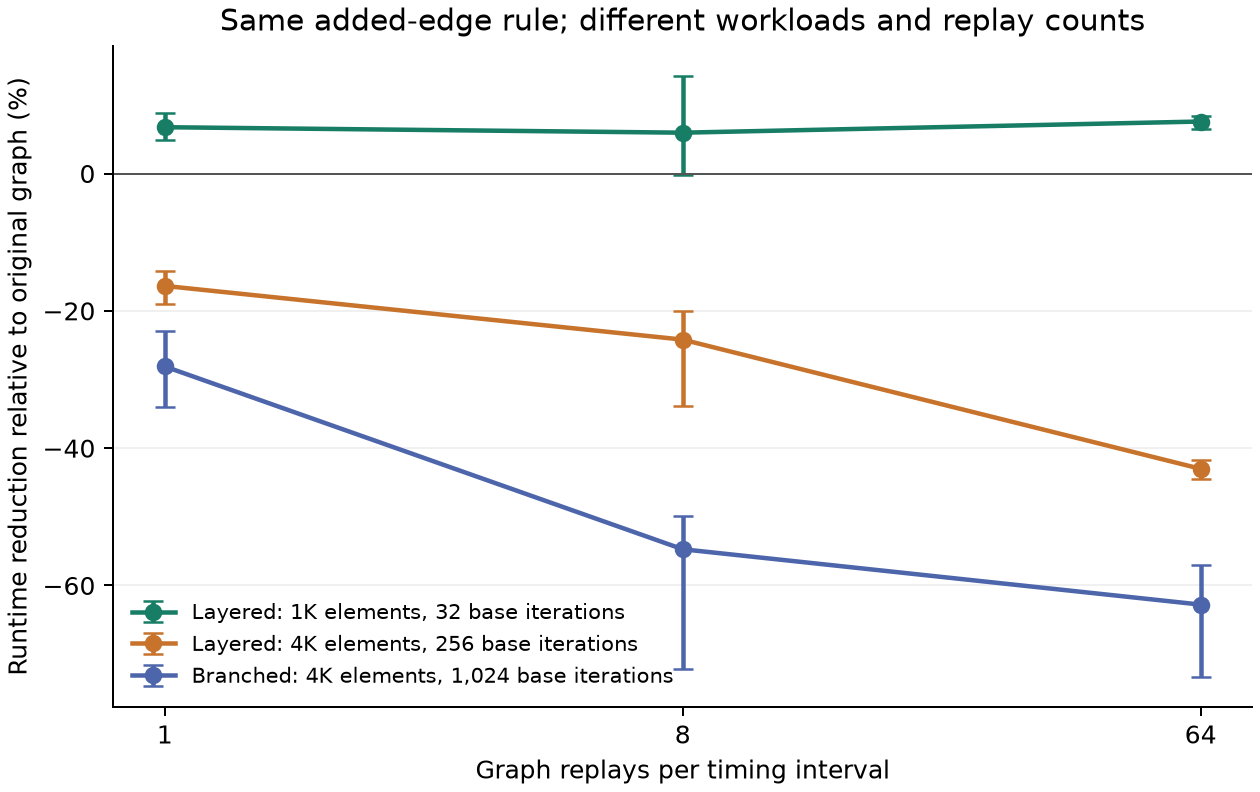 Same added-edge rule; different workloads and replay counts
Runtime reduction relative to original graph (%)
0
−20
−40
−60
Layered: 1K elements, 32 base iterations
Layered: 4K elements, 256 base iterations
Branched: 4K elements, 1,024 base iterations
1
8
64
Graph replays per timing interval